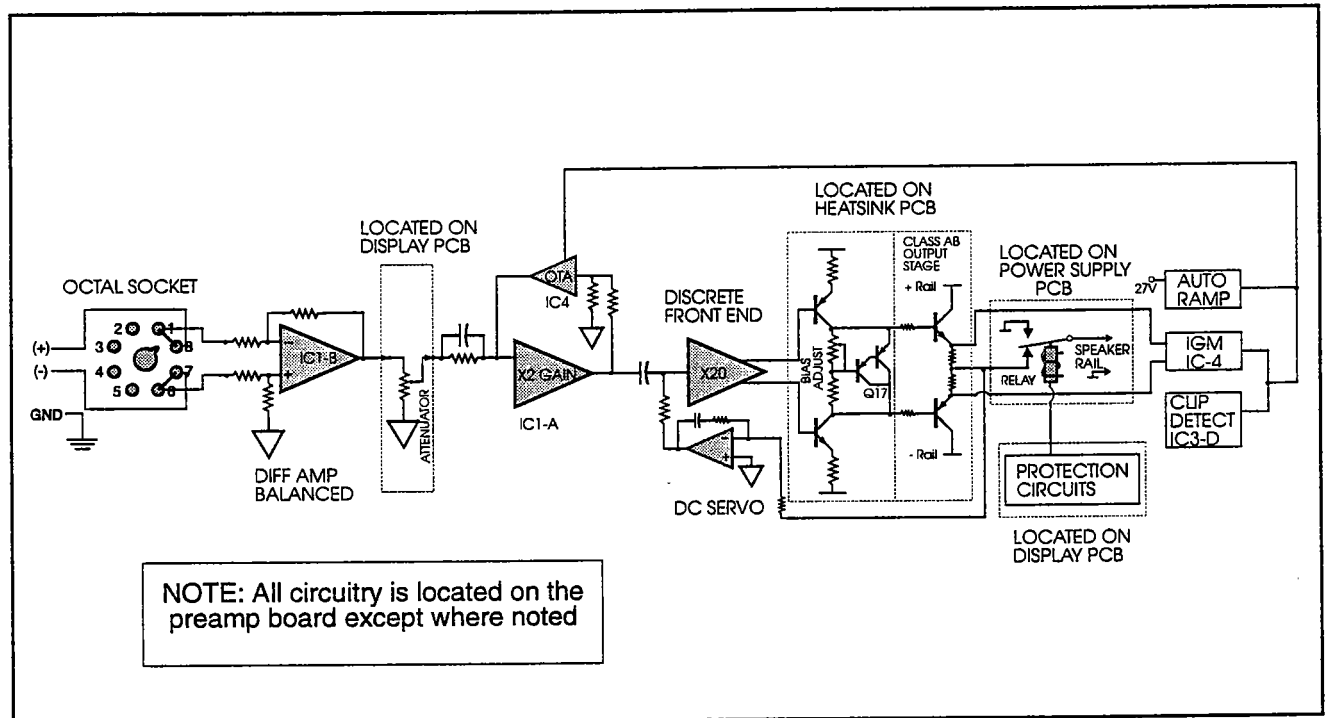 OCTAL SOCKET
2
1
3
8
4
7
5
6
(+)
(-)
GND
IC1-B
-
+
DIFF AMP
BALANCED
LOCATED ON
DISPLAY PCB
ATTENUATOR
OTA
IC4
X2 GAIN
IC1-A
DISCRETE
FRONT END
X20
-
+
DC SERVO
LOCATED ON
HEATSINK PCB
BIAS
ADJUST
Q17
CLASS AB
OUTPUT
STAGE
+ Rail
- Rail
LOCATED ON
POWER SUPPLY
PCB
SPEAKER
RAIL
RELAY
PROTECTION
CIRCUITS
LOCATED ON
DISPLAY PCB
27V
AUTO
RAMP
IGM
IC-4
CLIP
DETECT
IC3-D
NOTE: All circuitry is located on the
preamp board except where noted